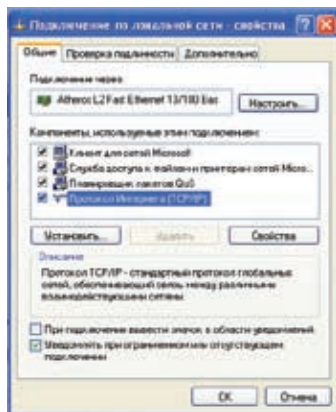 Подключение по локальной сети - свойства
Общие Проверка подлинности Дополнительно
Подключение через:
Atheros L2 Fast Ethernet 10/100 Bas
Настроить...
Компоненты, используемые этим подключением:
Клиент для сетей Microsoft
Служба доступа к файлам и принтерам сетей Micro...
Планировщик пакетов QoS
Протокол Интернета (TCP/IP)
Установить... Удалить Свойства
Описание
Протокол TCP/IP - стандартный протокол глобальных
сетей, обеспечивающий связь между различными
взаимодействующими сетями.
При подключении вывести значок в области уведомлений
Уведомлять при ограниченном или отсутствующем
подключении
OK Отмена